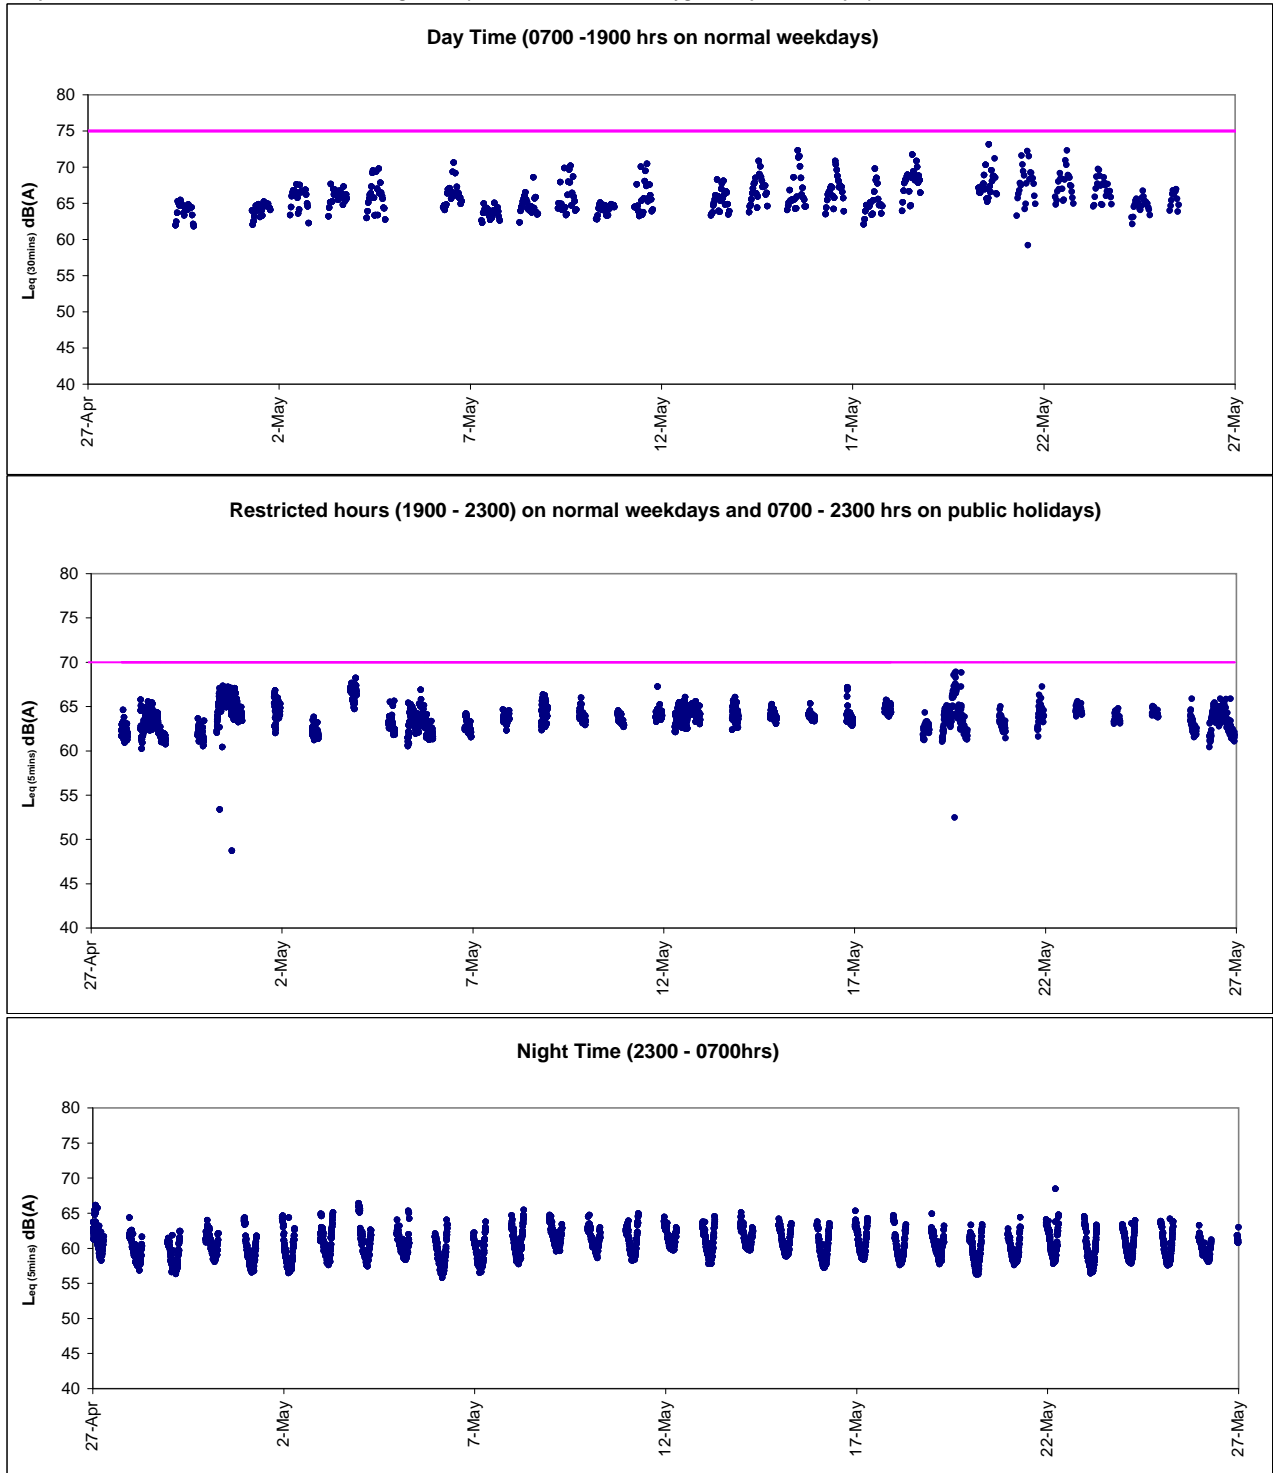 Day Time (0700 -1900 hrs on normal weekdays)
80
75
70
65
60
55
50
45
40
Leq (30mins) dB(A)
27-Apr
2-May
7-May
12-May
17-May
22-May
27-May
Restricted hours (1900 - 2300) on normal weekdays and 0700 - 2300 hrs on public holidays)
80
75
70
65
60
55
50
45
40
Leq (5mins) dB(A)
27-Apr
2-May
7-May
12-May
17-May
22-May
27-May
Night Time (2300 - 0700hrs)
80
75
70
65
60
55
50
45
40
Leq (5mins) dB(A)
27-Apr
2-May
7-May
12-May
17-May
22-May
27-May